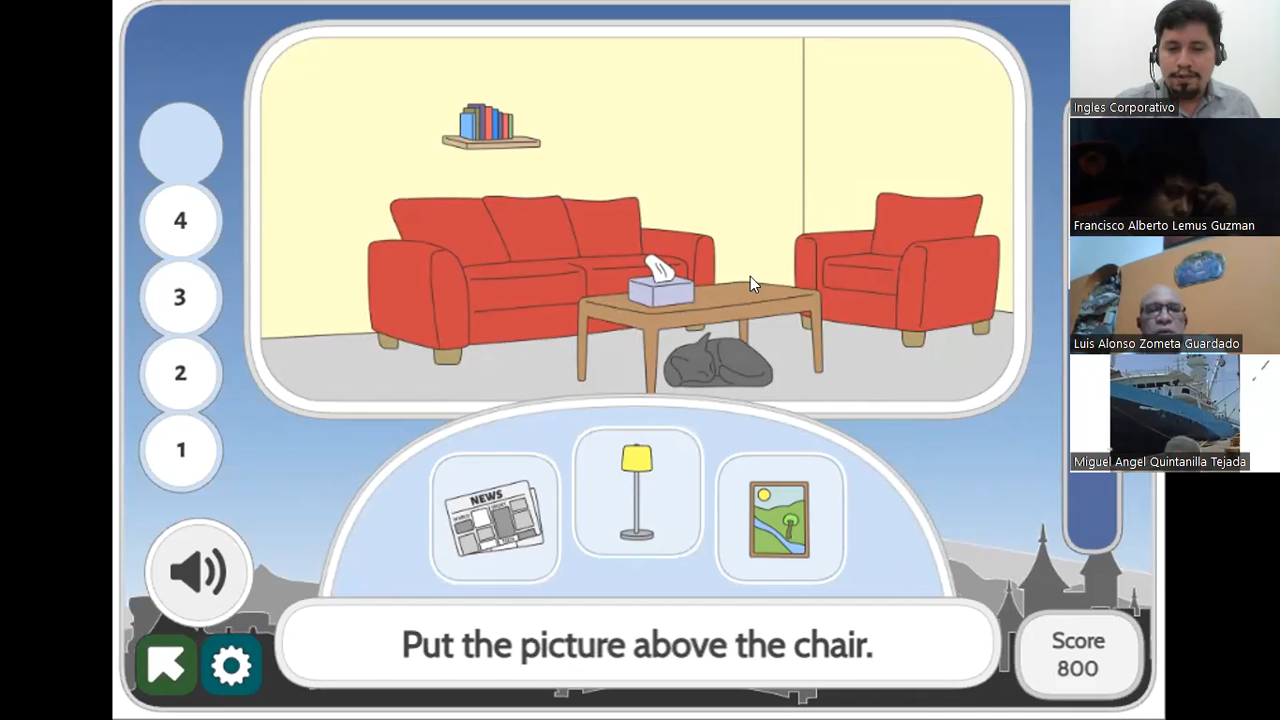 4
3
2
1
NEWS
Put the picture above the chair.
Score
800
Ingles Corporativo
Francisco Alberto Lemus Guzman
Luis Alonso Zometa Guardado
Miguel Angel Quintanilla Tejada